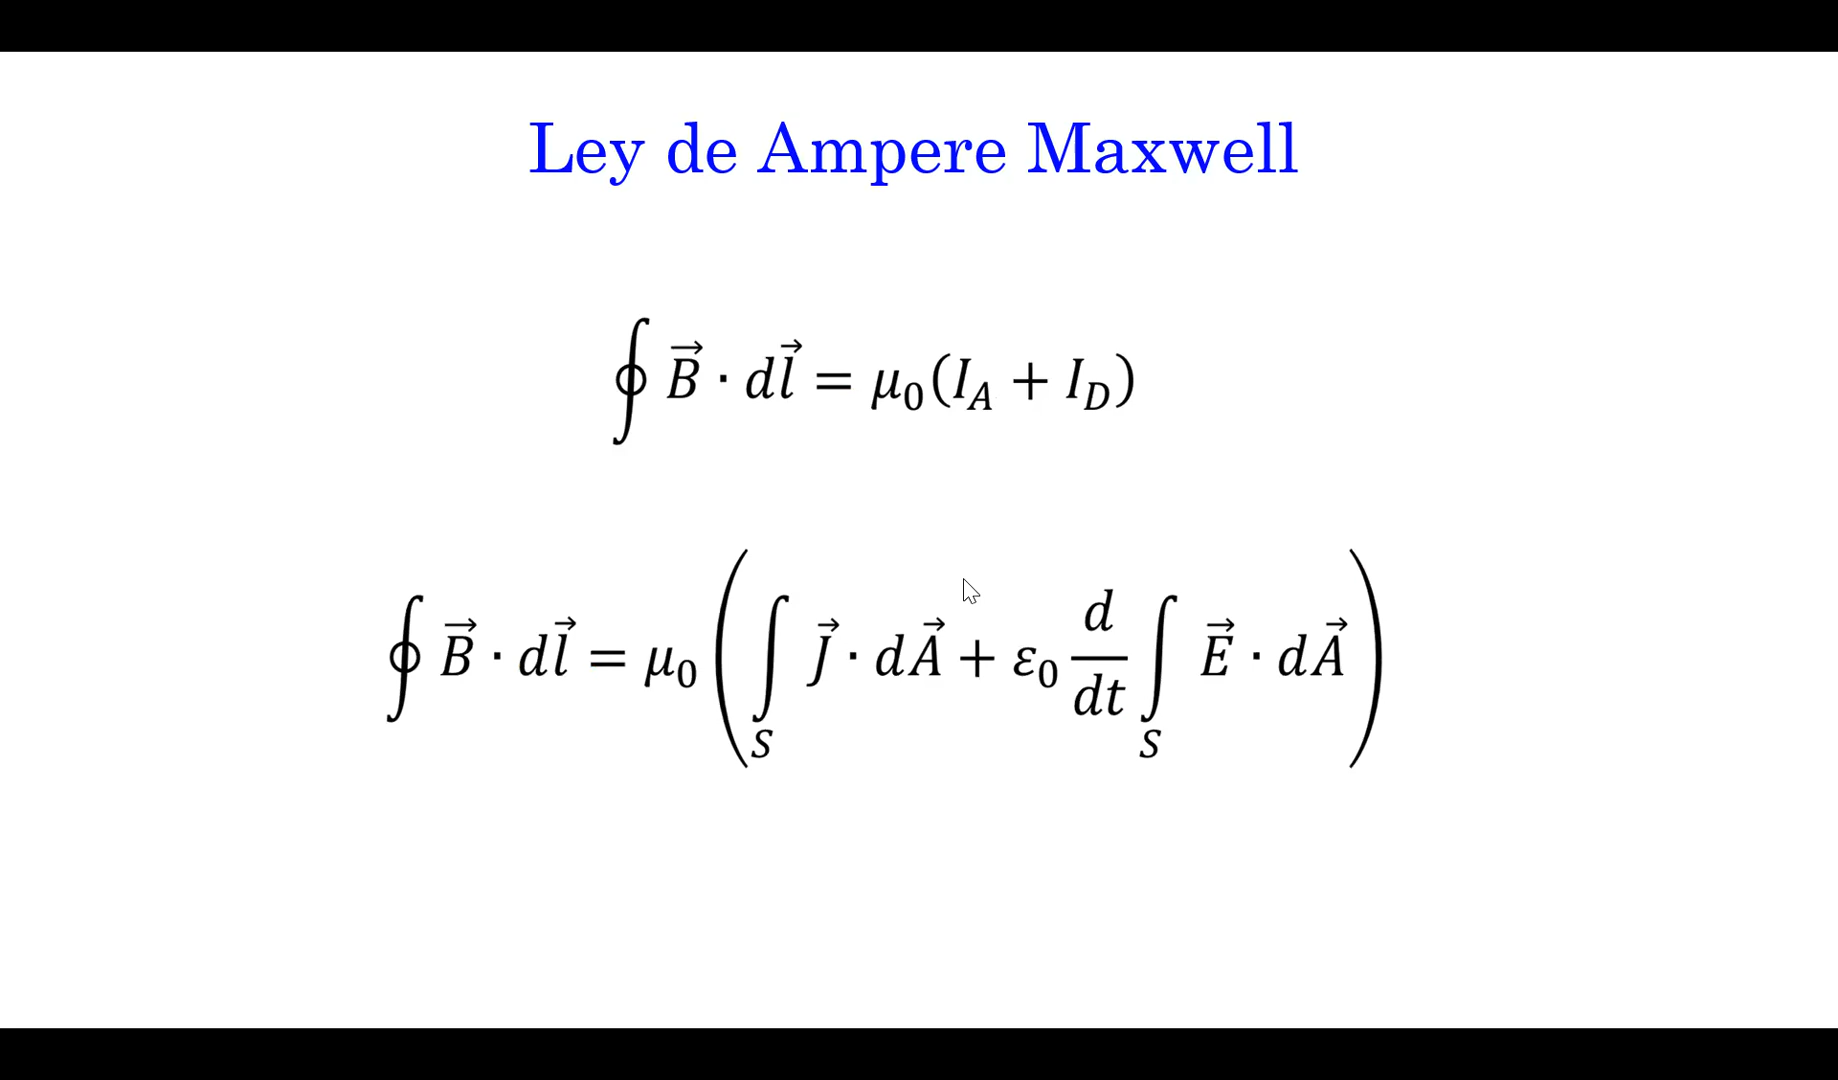 Ley de Ampere Maxwell
∮ B⃗ · dl⃗ = μ₀(I_A + I_D)
∮ B⃗ · dl⃗ = μ₀ ( ∫_S J⃗ · dA⃗ + ε₀ d/dt ∫_S E⃗ · dA⃗ )